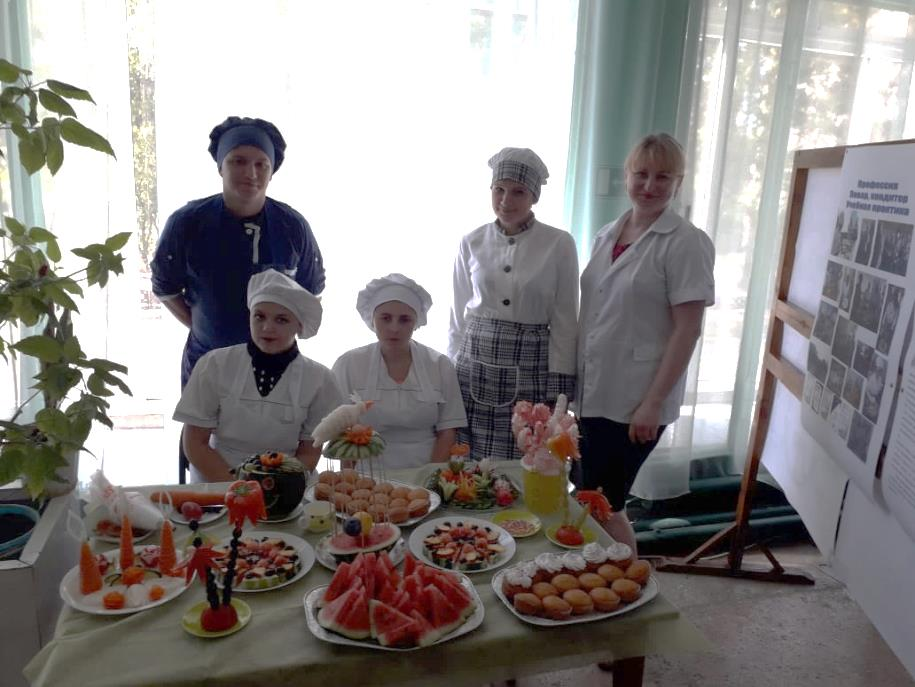 Профессия
Повар, кондитер
Учебная практика